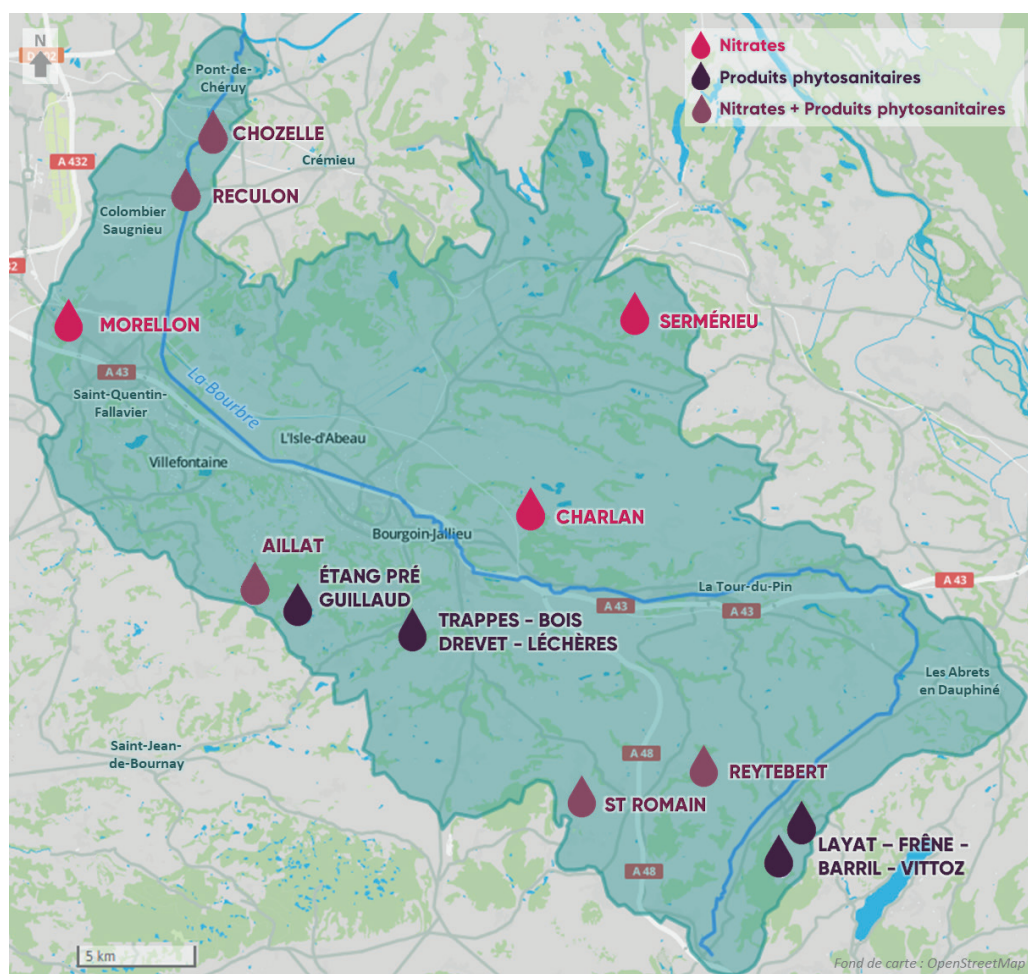 N
Nitrates
Produits phytosanitaires
Nitrates + Produits phytosanitaires
Pont-de-
Chéruy
CHOZELLE
Crémieu
A 432
RECULON
Colombier
Saugnieu
MORELLON
SERMÉRIEU
A 43
Saint-Quentin-
Fallavier
La Bourbre
L'Isle-d'Abeau
Villefontaine
CHARLAN
Bourgoin-Jallieu
AILLAT
ÉTANG PRÉ
GUILLAUD
La Tour-du-Pin
A 43
A 43
A 43
TRAPPES - BOIS
DREVET - LÉCHÈRES
Les Abrets
en Dauphiné
Saint-Jean-
de-Bournay
A 48
REYTEBERT
ST ROMAIN
LAYAT – FRÊNE -
BARRIL - VITTOZ
A 48
5 km
Fond de carte : OpenStreetMap